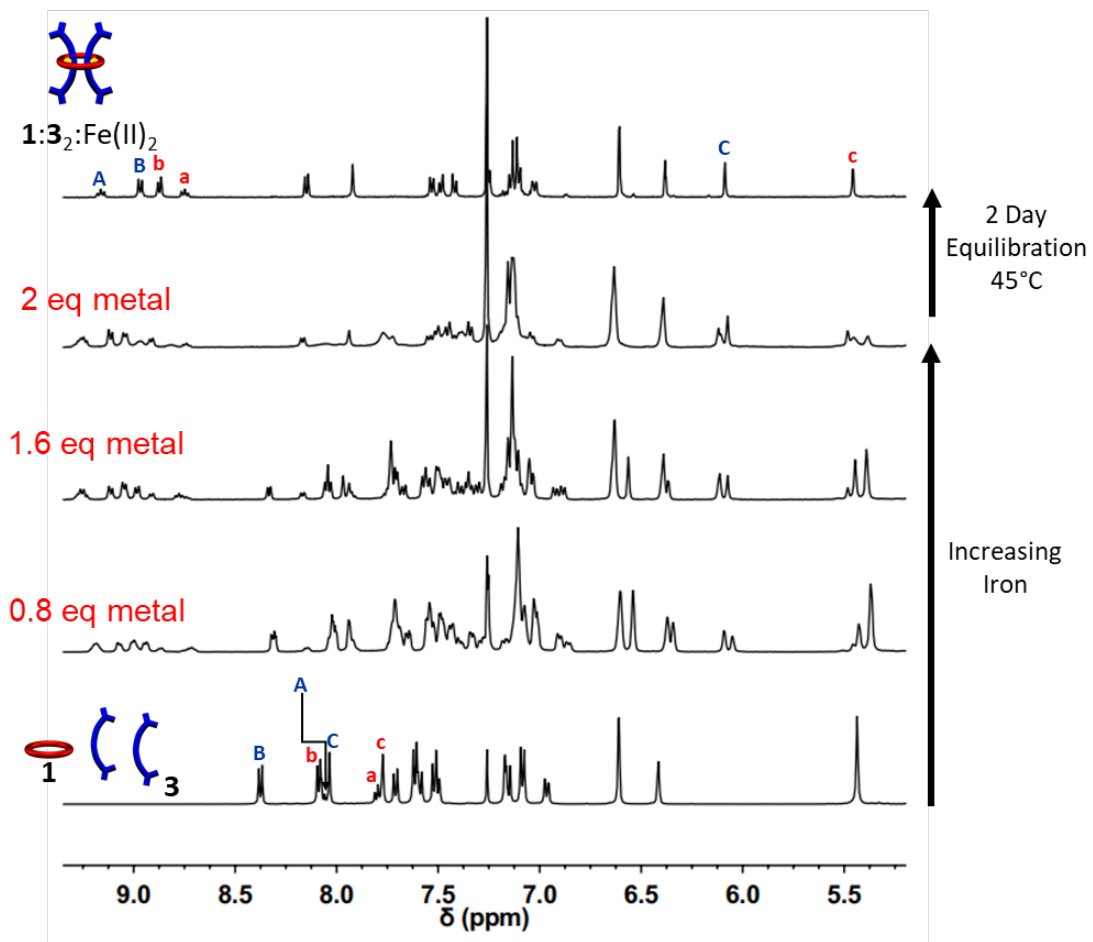 1:3₂:Fe(II)₂
A
B
b
a
C
c
2 Day
Equilibration
45°C
2 eq metal
1.6 eq metal
0.8 eq metal
Increasing
Iron
A
B
b
C
a
c
1
3
9.0 8.5 8.0 7.5 7.0 6.5 6.0 5.5
δ (ppm)